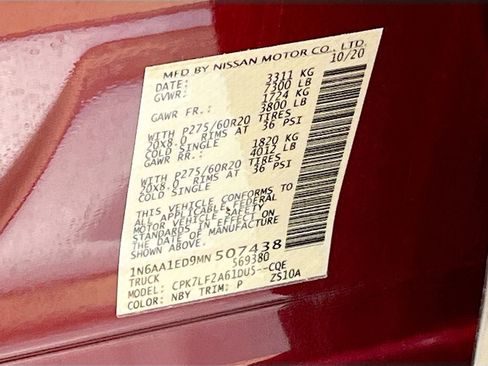 MFD BY NISSAN MOTOR CO., LTD.
DATE: 10/20
GVWR: 3311 KG
7300 LB
GAWR FR.: 1724 KG
3800 LB
WITH P275/60R20 TIRES
20X8.0 RIMS AT 36 PSI
COLD SINGLE
GAWR RR.: 1820 KG
4012 LB
WITH P275/60R20 TIRES
20X8.0 RIMS AT 36 PSI
COLD SINGLE
THIS VEHICLE CONFORMS TO
ALL APPLICABLE FEDERAL
MOTOR VEHICLE SAFETY
STANDARDS IN EFFECT ON
THE DATE OF MANUFACTURE
SHOWN ABOVE.
1N6AA1ED9MN507438
TRUCK 569380
MODEL: CPK7LF2A61DU5--CQE
COLOR: NBY TRIM: P ZS10A